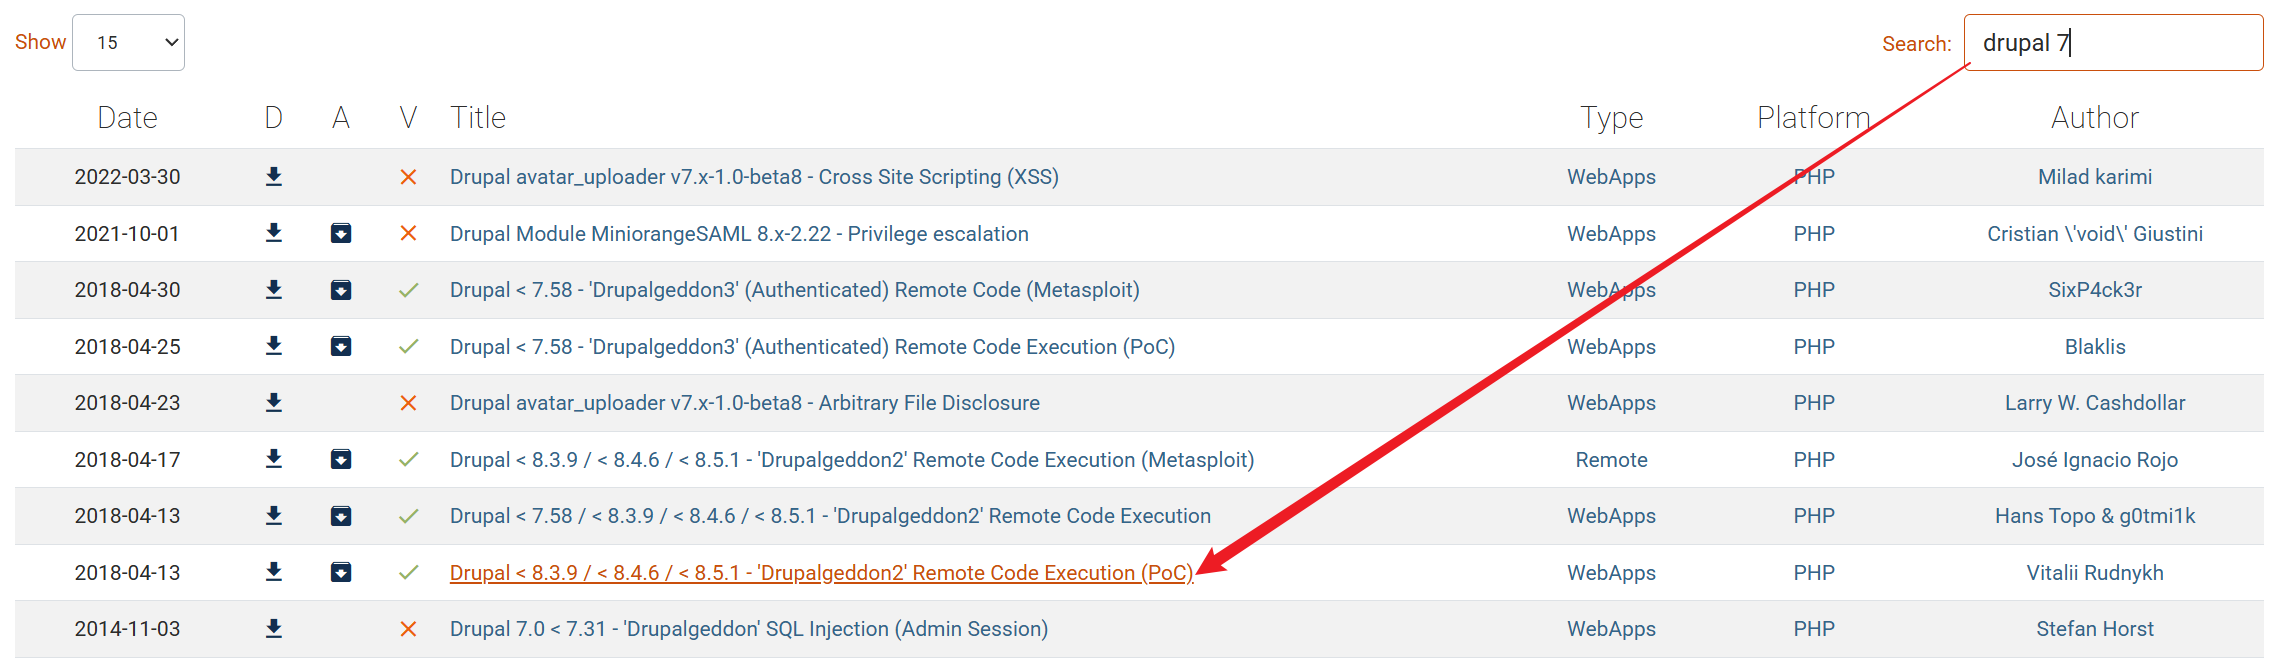 Show 15 Search: drupal 7
Date D A V Title Type Platform Author
2022-03-30 Drupal avatar_uploader v7.x-1.0-beta8 - Cross Site Scripting (XSS) WebApps PHP Milad karimi
2021-10-01 Drupal Module MiniorangeSAML 8.x-2.22 - Privilege escalation WebApps PHP Cristian \'void\' Giustini
2018-04-30 Drupal < 7.58 - 'Drupalgeddon3' (Authenticated) Remote Code (Metasploit) WebApps PHP SixP4ck3r
2018-04-25 Drupal < 7.58 - 'Drupalgeddon3' (Authenticated) Remote Code Execution (PoC) WebApps PHP Blaklis
2018-04-23 Drupal avatar_uploader v7.x-1.0-beta8 - Arbitrary File Disclosure WebApps PHP Larry W. Cashdollar
2018-04-17 Drupal < 8.3.9 / < 8.4.6 / < 8.5.1 - 'Drupalgeddon2' Remote Code Execution (Metasploit) Remote PHP José Ignacio Rojo
2018-04-13 Drupal < 7.58 / < 8.3.9 / < 8.4.6 / < 8.5.1 - 'Drupalgeddon2' Remote Code Execution WebApps PHP Hans Topo & g0tmi1k
2018-04-13 Drupal < 8.3.9 / < 8.4.6 / < 8.5.1 - 'Drupalgeddon2' Remote Code Execution (PoC) WebApps PHP Vitalii Rudnykh
2014-11-03 Drupal 7.0 < 7.31 - 'Drupalgeddon' SQL Injection (Admin Session) WebApps PHP Stefan Horst